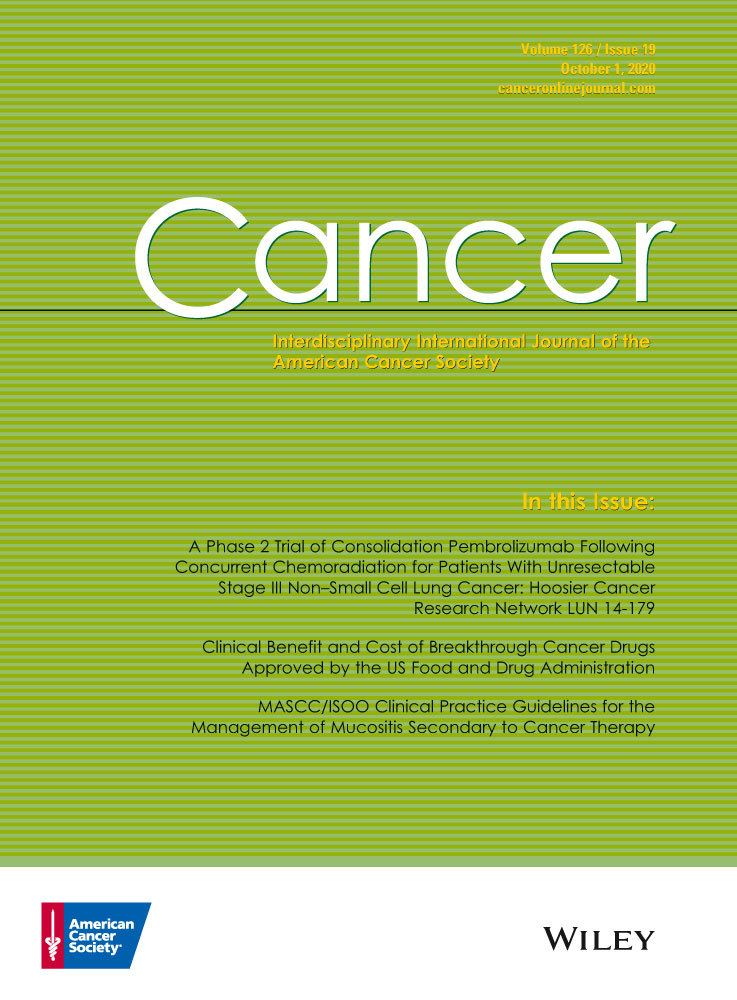 Volume 126 / Issue 19
October 1, 2020
canceronlinejournal.com
Cancer
Interdisciplinary International Journal of the
American Cancer Society
In this Issue:
A Phase 2 Trial of Consolidation Pembrolizumab Following
Concurrent Chemoradiation for Patients With Unresectable
Stage III Non–Small Cell Lung Cancer: Hoosier Cancer
Research Network LUN 14-179
Clinical Benefit and Cost of Breakthrough Cancer Drugs
Approved by the US Food and Drug Administration
MASCC/ISOO Clinical Practice Guidelines for the
Management of Mucositis Secondary to Cancer Therapy
American
Cancer
Society
WILEY